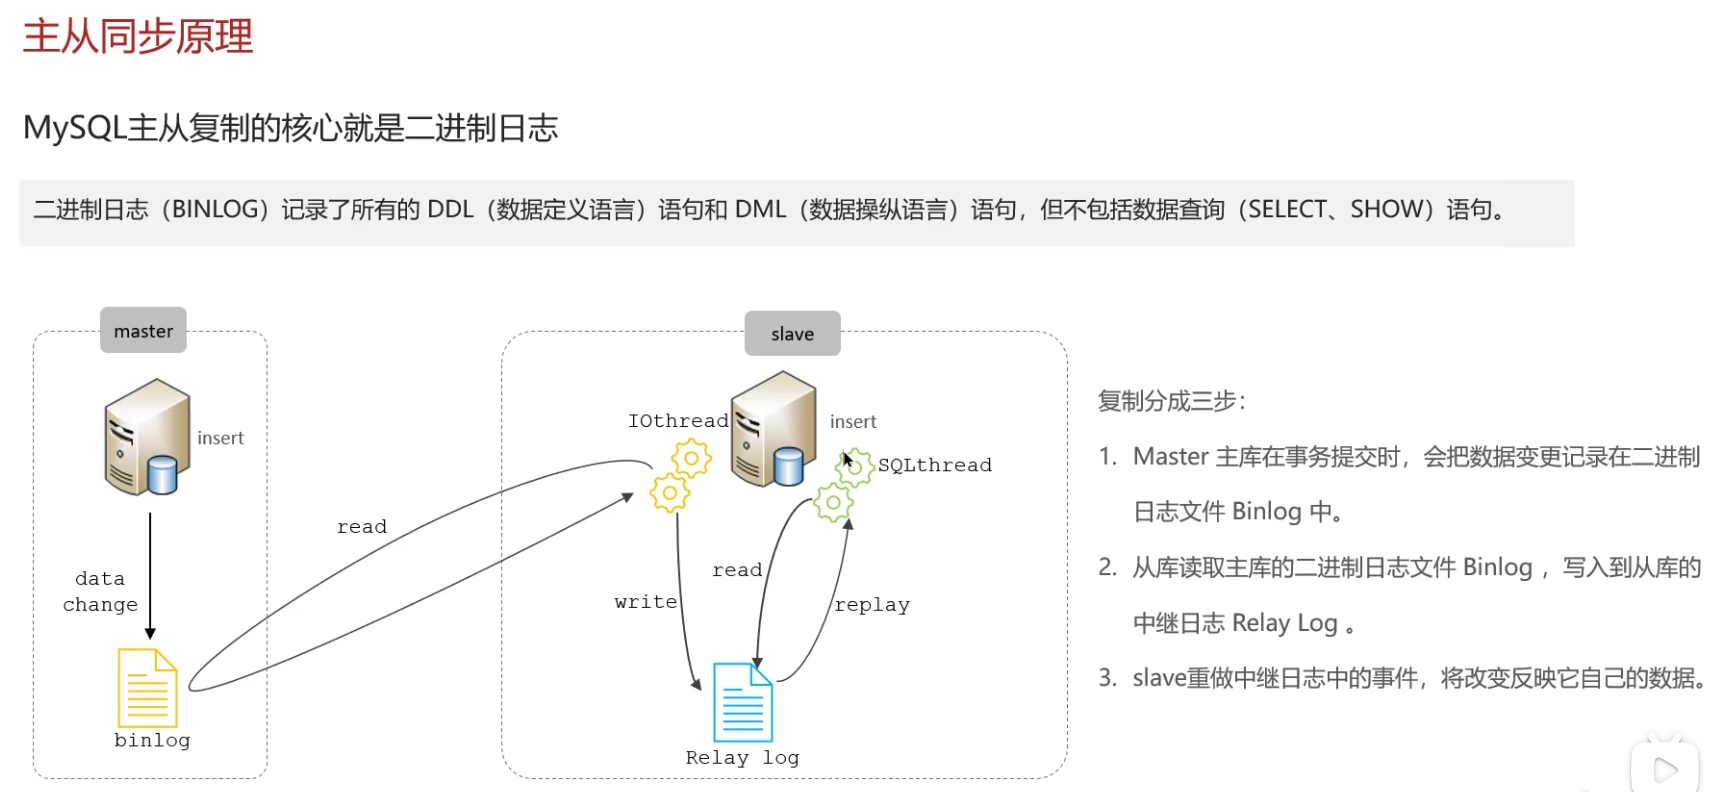 主从同步原理
MySQL主从复制的核心就是二进制日志
二进制日志（BINLOG）记录了所有的 DDL（数据定义语言）语句和 DML（数据操纵语言）语句，但不包括数据查询（SELECT、SHOW）语句。
master
insert
data
change
binlog
read
slave
IOthread
insert
SQLthread
write
read
replay
Relay log
复制分成三步：
1. Master 主库在事务提交时，会把数据变更记录在二进制
日志文件 Binlog 中。
2. 从库读取主库的二进制日志文件 Binlog ，写入到从库的
中继日志 Relay Log 。
3. slave重做中继日志中的事件，将改变反映它自己的数据。